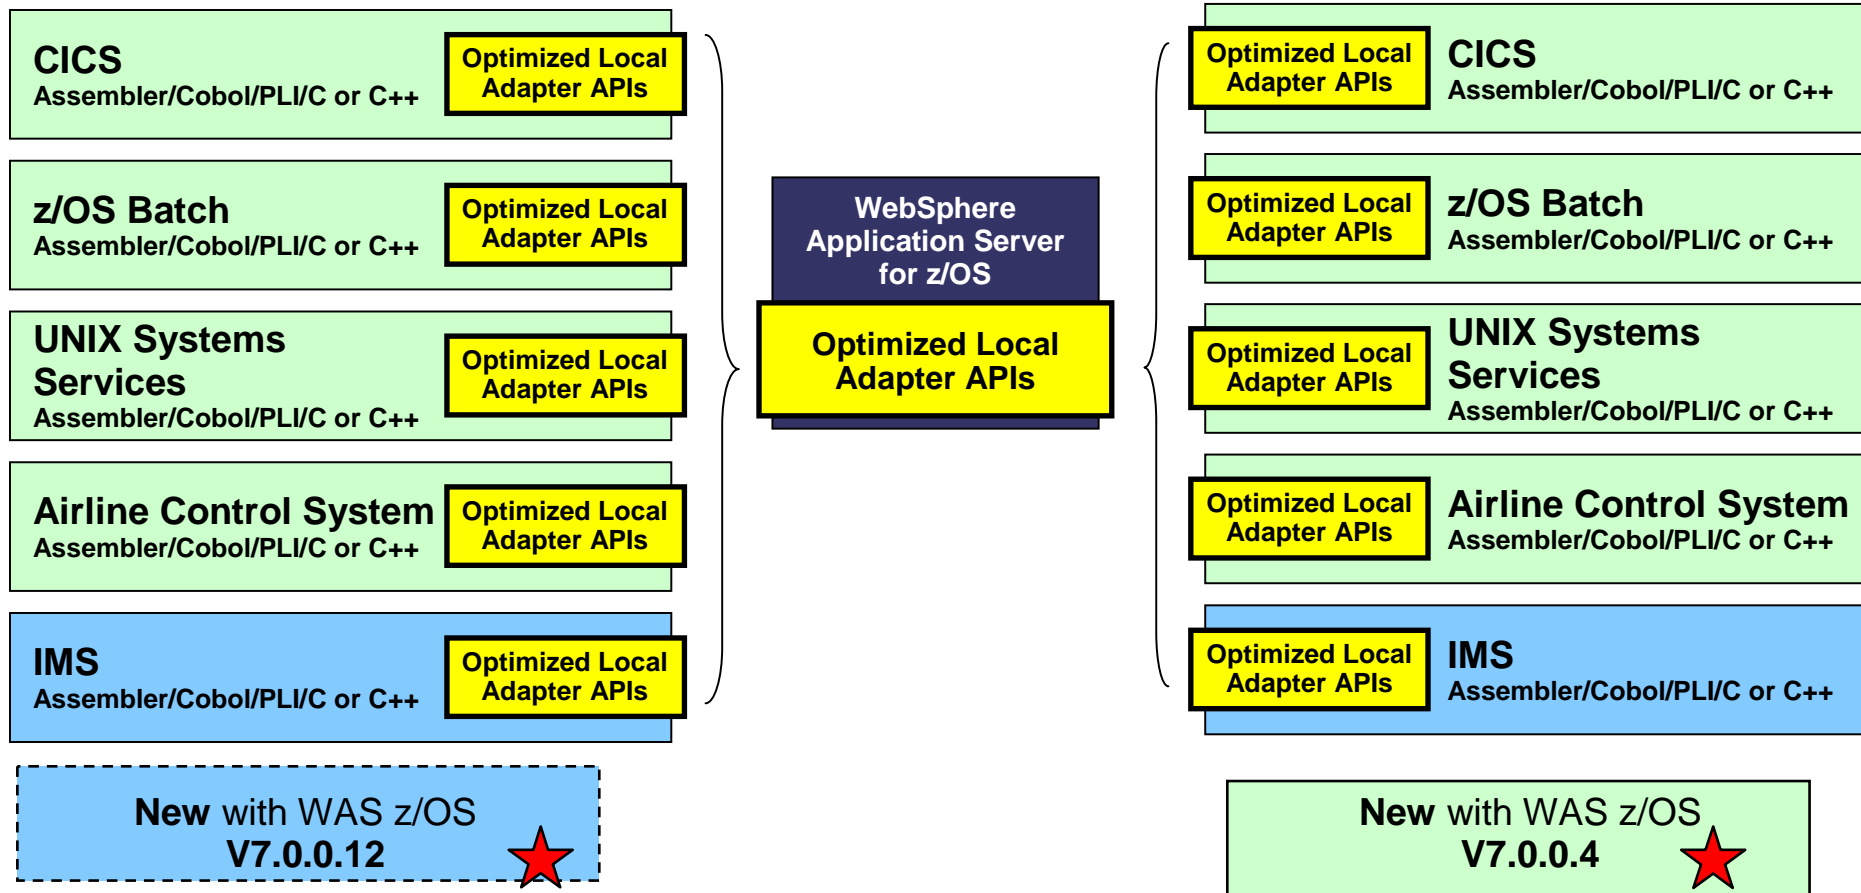 CICS
Assembler/Cobol/PLI/C or C++
Optimized Local
Adapter APIs
z/OS Batch
Assembler/Cobol/PLI/C or C++
Optimized Local
Adapter APIs
UNIX Systems
Services
Assembler/Cobol/PLI/C or C++
Optimized Local
Adapter APIs
Airline Control System
Assembler/Cobol/PLI/C or C++
Optimized Local
Adapter APIs
IMS
Assembler/Cobol/PLI/C or C++
Optimized Local
Adapter APIs
New with WAS z/OS
V7.0.0.12
WebSphere
Application Server
for z/OS
Optimized Local
Adapter APIs
Optimized Local
Adapter APIs
CICS
Assembler/Cobol/PLI/C or C++
Optimized Local
Adapter APIs
z/OS Batch
Assembler/Cobol/PLI/C or C++
Optimized Local
Adapter APIs
UNIX Systems
Services
Assembler/Cobol/PLI/C or C++
Optimized Local
Adapter APIs
Airline Control System
Assembler/Cobol/PLI/C or C++
Optimized Local
Adapter APIs
IMS
Assembler/Cobol/PLI/C or C++
New with WAS z/OS
V7.0.0.4